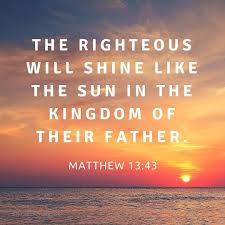 THE RIGHTEOUS
WILL SHINE LIKE
THE SUN IN THE
KINGDOM OF
THEIR FATHER.
MATTHEW 13:43